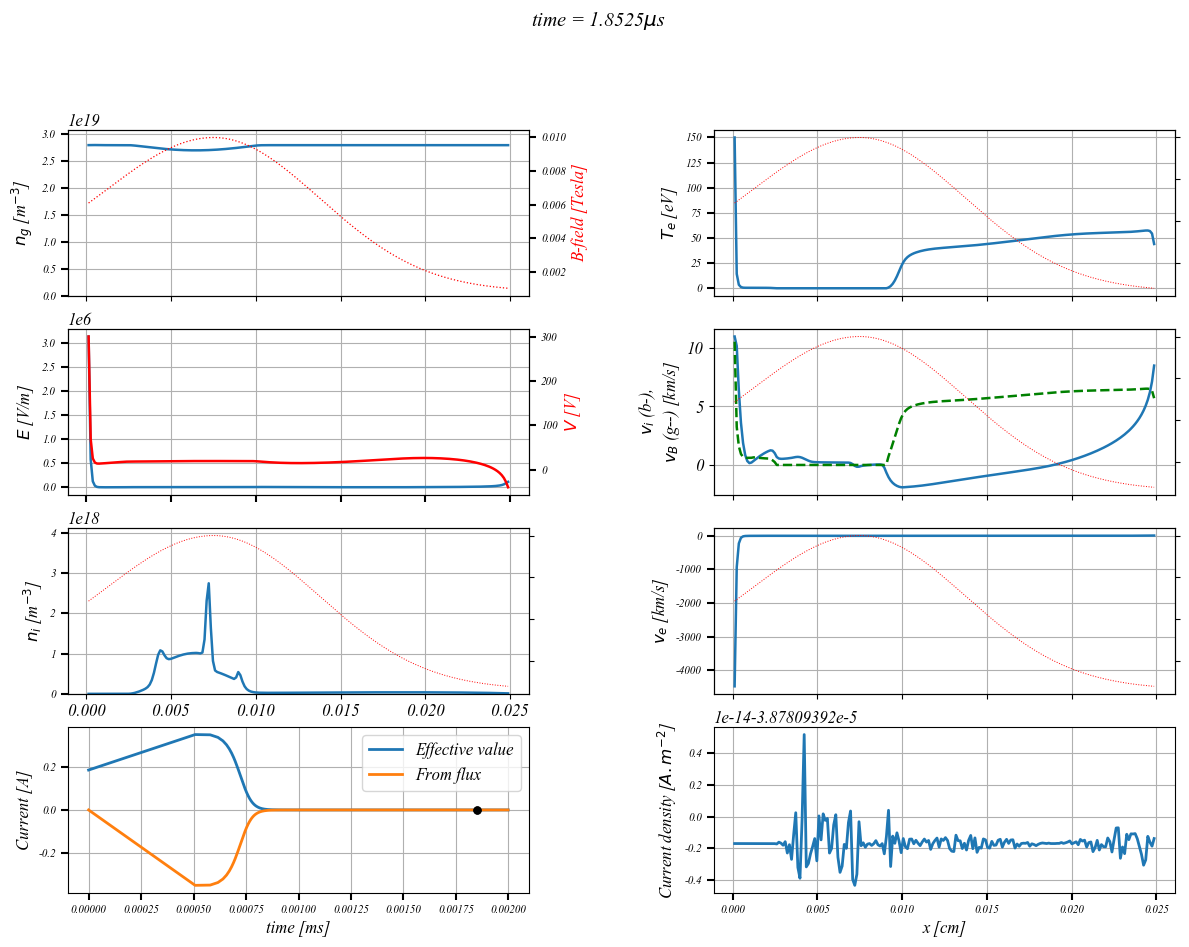 time = 1.8525μs
1e19
3.0
2.5
2.0
1.5
1.0
0.5
0.0
n_g [m^{-3}]
0.010
0.008
0.006
0.004
0.002
B-field [Tesla]
150
125
100
75
50
25
0
T_e [eV]
1e6
3.0
2.5
2.0
1.5
1.0
0.5
0.0
E [V/m]
300
200
100
0
V [V]
10
5
0
v_i (b-),
v_B (g--) [km/s]
1e18
4
3
2
1
0
n_i [m^{-3}]
0.000 0.005 0.010 0.015 0.020 0.025
0
-1000
-2000
-3000
-4000
v_e [km/s]
0.2
0.0
-0.2
Current [A]
Effective value
From flux
0.00000 0.00025 0.00050 0.00075 0.00100 0.00125 0.00150 0.00175 0.00200
time [ms]
1e-14-3.87809392e-5
0.4
0.2
0.0
-0.2
-0.4
Current density [A.m^{-2}]
0.000 0.005 0.010 0.015 0.020 0.025
x [cm]